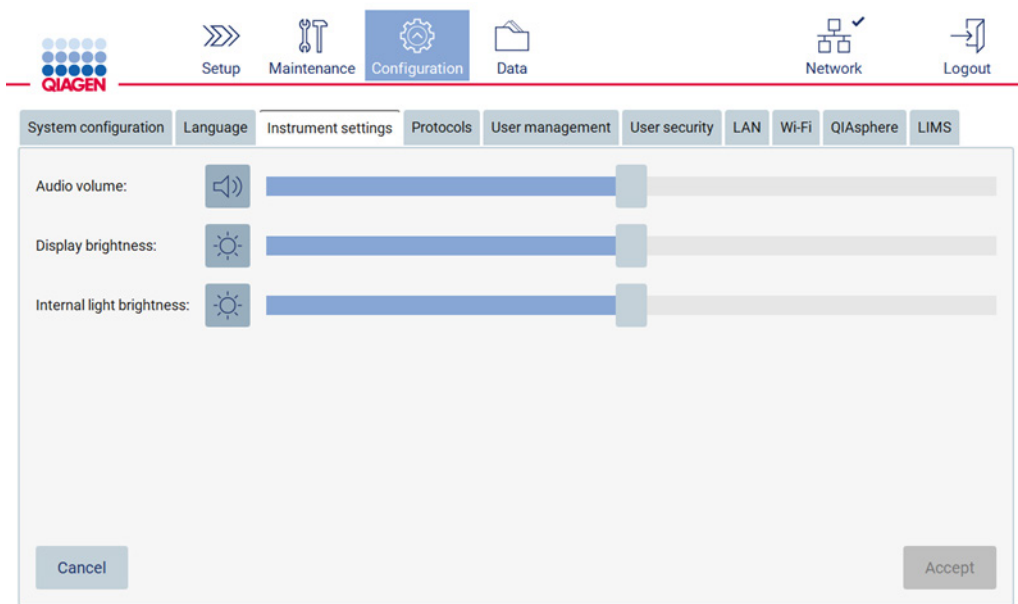 QIAGEN
Setup Maintenance Configuration Data Network Logout
System configuration Language Instrument settings Protocols User management User security LAN Wi-Fi QIAsphere LIMS
Audio volume:
Display brightness:
Internal light brightness:
Cancel Accept